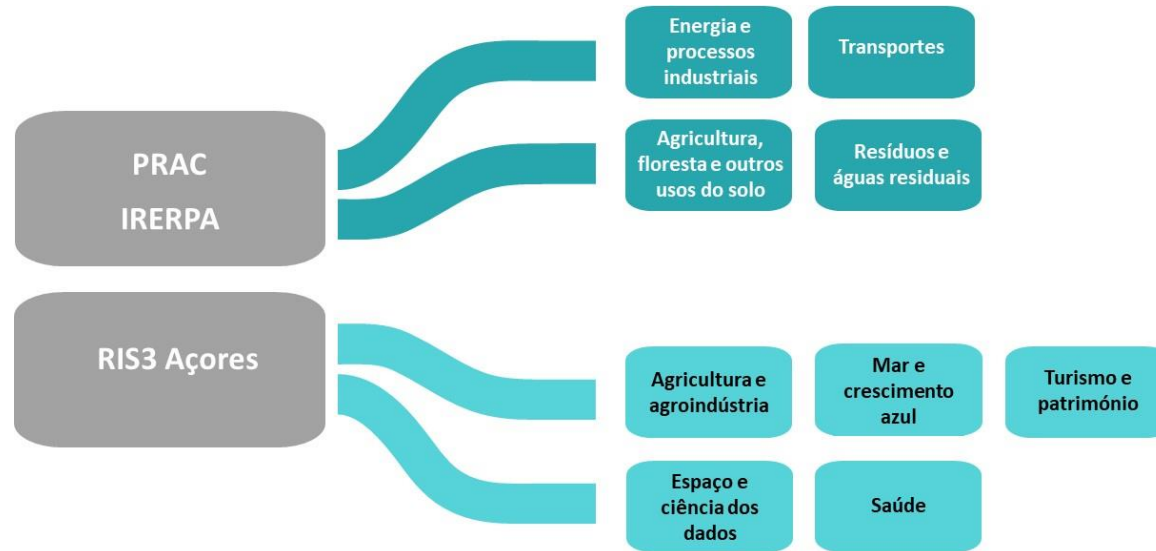 PRAC
IRERPA
Energia e
processos
industriais
Transportes
Agricultura,
floresta e outros
usos do solo
Resíduos e
águas residuais
RIS3 Açores
Agricultura e
agroindústria
Mar e
crescimento
azul
Turismo e
património
Espaço e
ciência dos
dados
Saúde